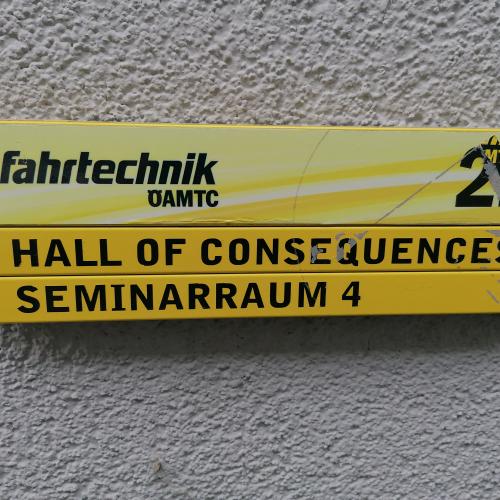 fahrtechnik
ÖAMTC
HALL OF CONSEQUENCES
SEMINARRAUM 4